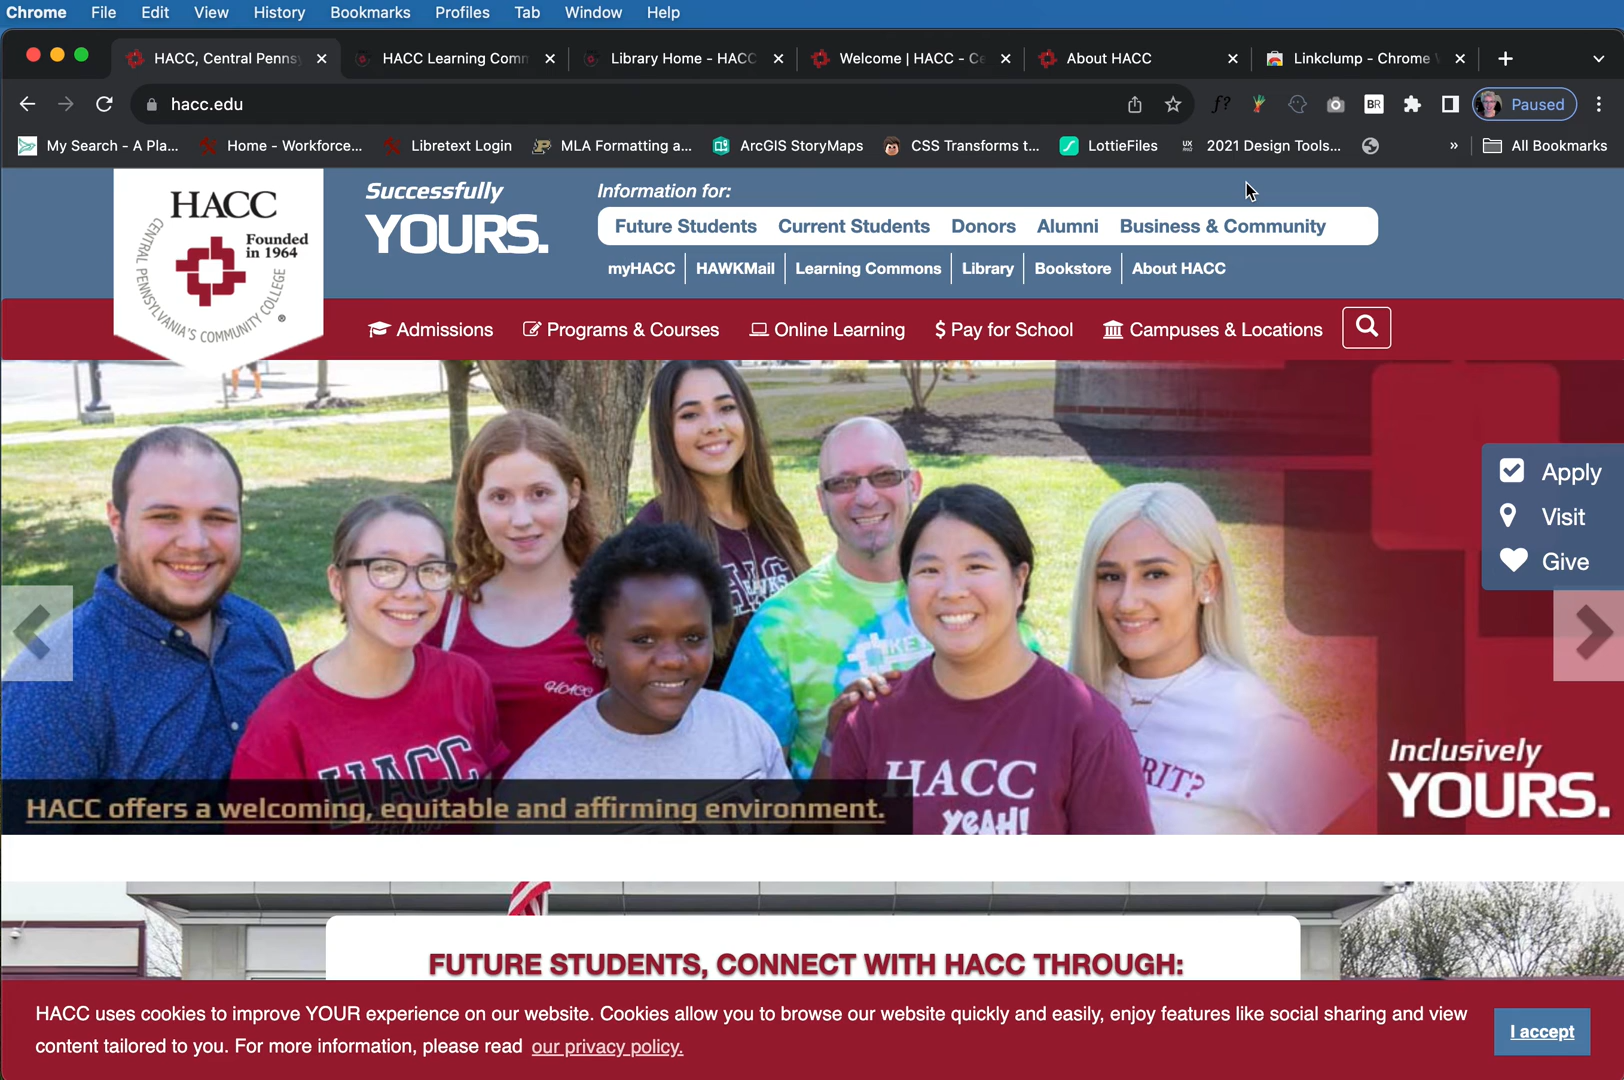 Chrome File Edit View History Bookmarks Profiles Tab Window Help
HACC, Central Penns HACC Learning Com Library Home - HACC Welcome | HACC - Ce About HACC Linkclump - Chrome
hacc.edu
f? BR Paused
My Search - A Pla... Home - Workforce... Libretext Login MLA Formatting a... ArcGIS StoryMaps CSS Transforms t... LottieFiles UX 2021 Design Tools... » All Bookmarks
HACC
Founded
in 1964
CENTRAL PENNSYLVANIA'S COMMUNITY COLLEGE
®
Successfully
YOURS.
Information for:
Future Students Current Students Donors Alumni Business & Community
myHACC HAWKMail Learning Commons Library Bookstore About HACC
Admissions Programs & Courses Online Learning $ Pay for School Campuses & Locations
Apply
Visit
Give
HACC
HACC
HACC
YEAH!
RIT?
Inclusively
YOURS.
HACC offers a welcoming, equitable and affirming environment.
FUTURE STUDENTS, CONNECT WITH HACC THROUGH:
HACC uses cookies to improve YOUR experience on our website. Cookies allow you to browse our website quickly and easily, enjoy features like social sharing and view
content tailored to you. For more information, please read our privacy policy.
I accept